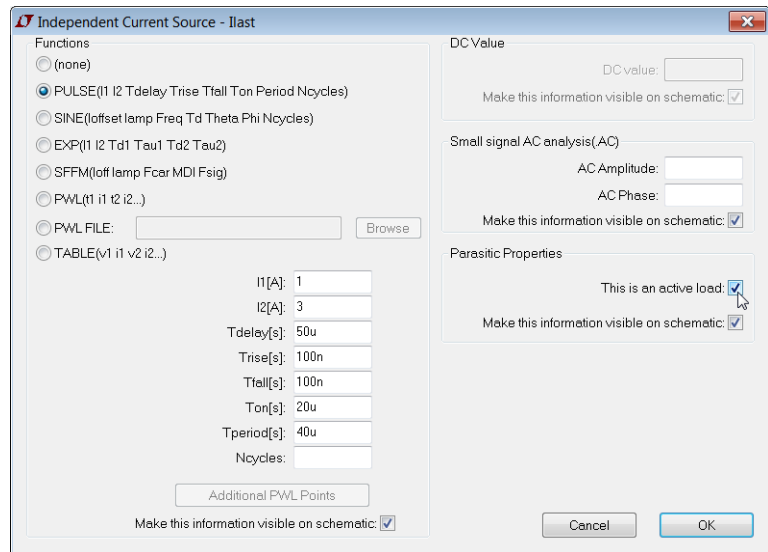 Independent Current Source - Ilast
Functions
(none)
PULSE(I1 I2 Tdelay Trise Tfall Ton Period Ncycles)
SINE(Ioffset Iamp Freq Td Theta Phi Ncycles)
EXP(I1 I2 Td1 Tau1 Td2 Tau2)
SFFM(Ioff Iamp Fcar MDI Fsig)
PWL(t1 i1 t2 i2...)
PWL FILE:
Browse
TABLE(v1 i1 v2 i2...)
I1[A]: 1
I2[A]: 3
Tdelay[s]: 50u
Trise[s]: 100n
Tfall[s]: 100n
Ton[s]: 20u
Tperiod[s]: 40u
Ncycles:
Additional PWL Points
Make this information visible on schematic:
DC Value
DC value:
Make this information visible on schematic:
Small signal AC analysis(.AC)
AC Amplitude:
AC Phase:
Make this information visible on schematic:
Parasitic Properties
This is an active load:
Make this information visible on schematic:
Cancel
OK